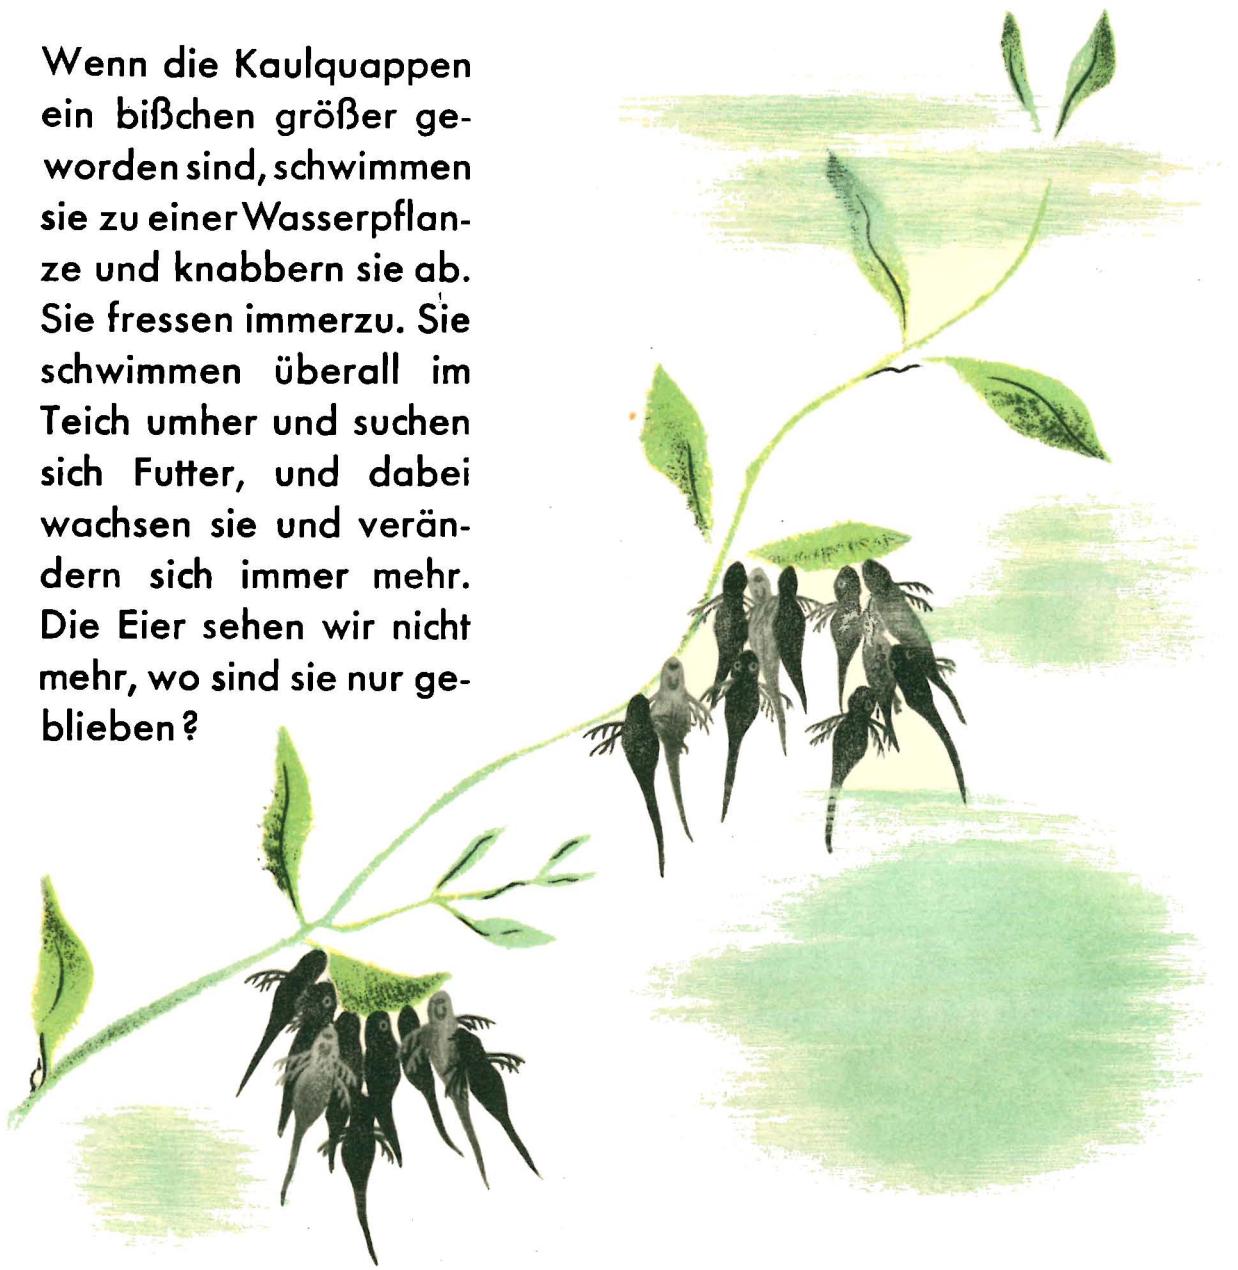 Wenn die Kaulquappen
ein bißchen größer ge-
worden sind, schwimmen
sie zu einer Wasserpflan-
ze und knabbern sie ab.
Sie fressen immerzu. Sie
schwimmen überall im
Teich umher und suchen
sich Futter, und dabei
wachsen sie und verän-
dern sich immer mehr.
Die Eier sehen wir nicht
mehr, wo sind sie nur ge-
blieben?